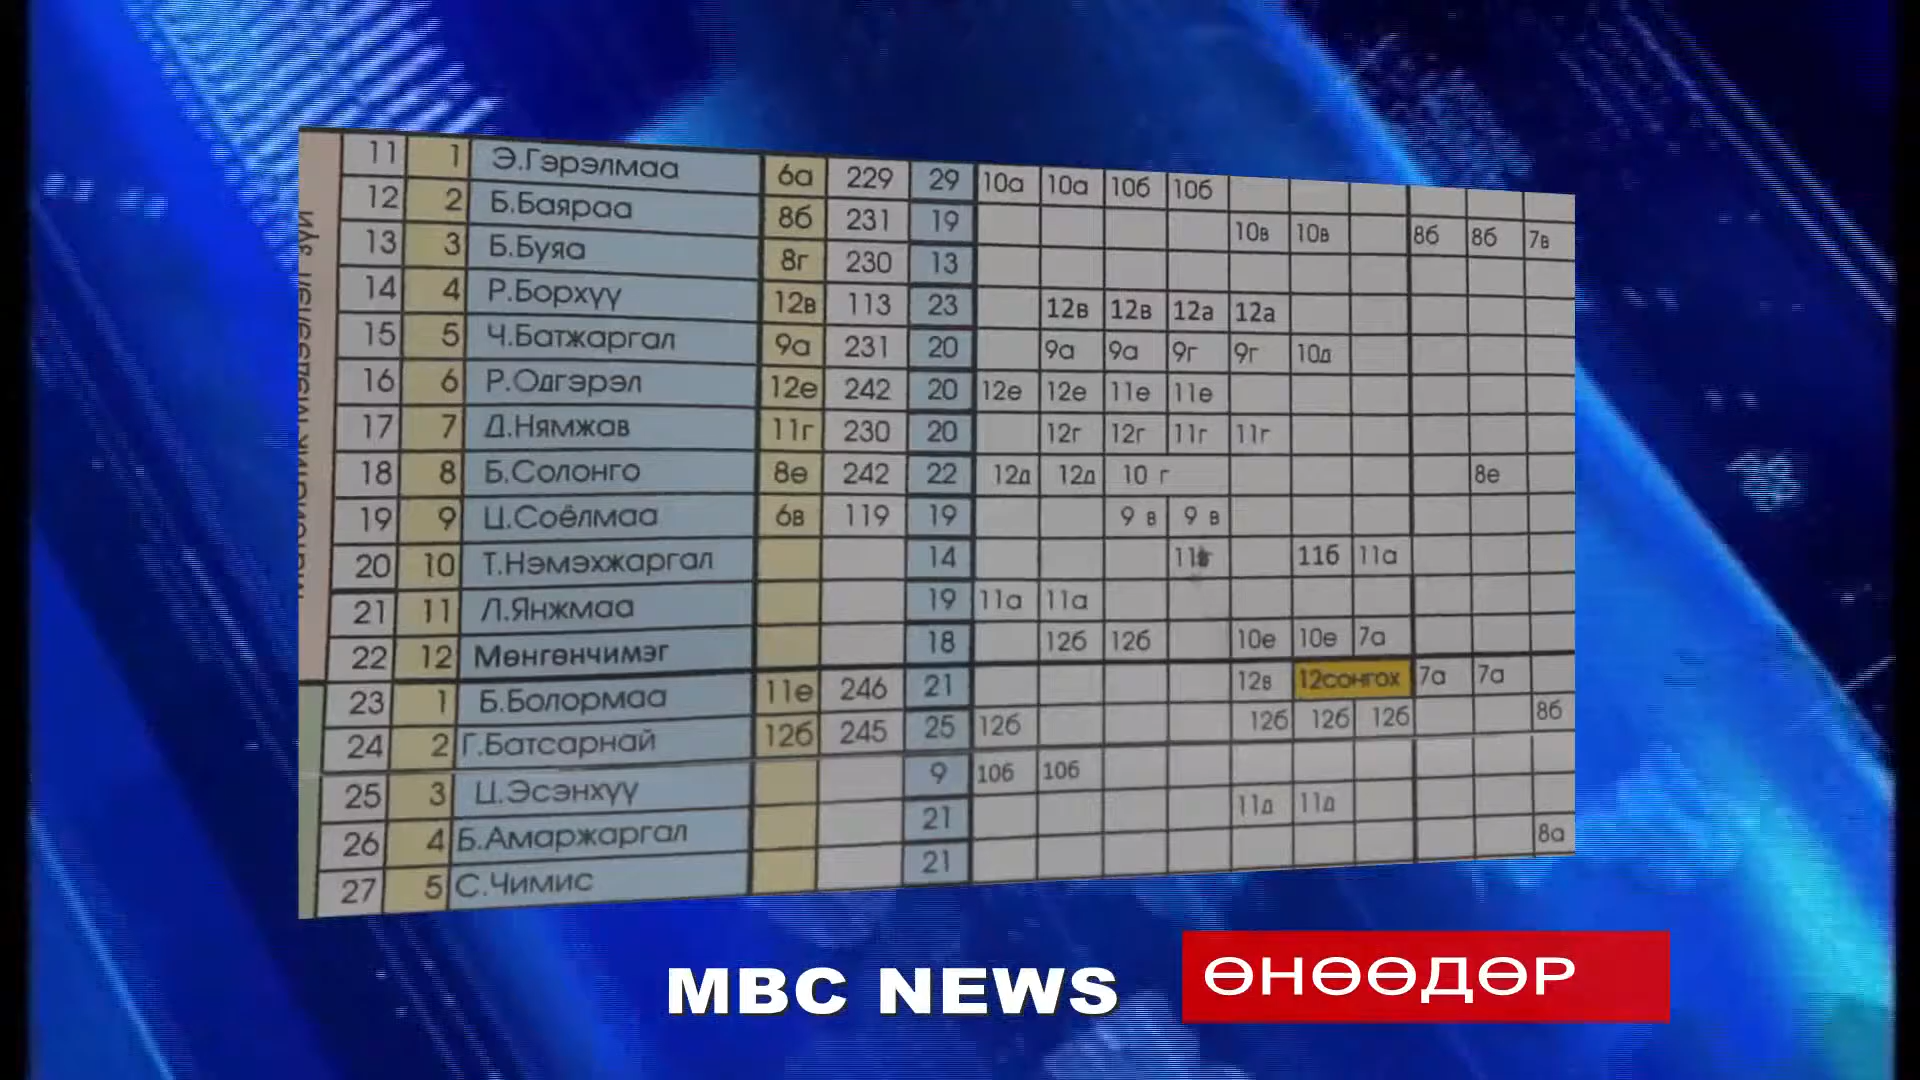 11 1 Э.Гэрэлмаа 6а 229 29 10а 10а 10б 10б
12 2 Б.Баяраа 8б 231 19 10в 10в 8б 8б 7в
13 3 Б.Буяа 8г 230 13
14 4 Р.Борхүү 12в 113 23 12в 12в 12а 12а
15 5 Ч.Батжаргал 9а 231 20 9а 9а 9г 9г 10д
16 6 Р.Одгэрэл 12е 242 20 12е 12е 11е 11е
17 7 Д.Нямжав 11г 230 20 12г 12г 11г 11г
18 8 Б.Солонго 8е 242 22 12д 12д 10 г 8е
19 9 Ц.Соёлмаа 6в 119 19 9 в 9 в
20 10 Т.Нэмэхжаргал 14 11б 11а
21 11 Л.Янжмаа 19 11а 11а
22 12 Мөнгөнчимэг 18 12б 12б 10е 10е 7а
23 1 Б.Болормаа 11е 246 21 12в 12сонгох 7а 7а
24 2 Г.Батсарнай 12б 245 25 12б 12б 12б 12б 8б
25 3 Ц.Эсэнхүү 9 10б 10б
26 4 Б.Амаржаргал 21 11д 11д
27 5 С.Чимис 21 8а
MBC NEWS
ӨНӨӨДӨР